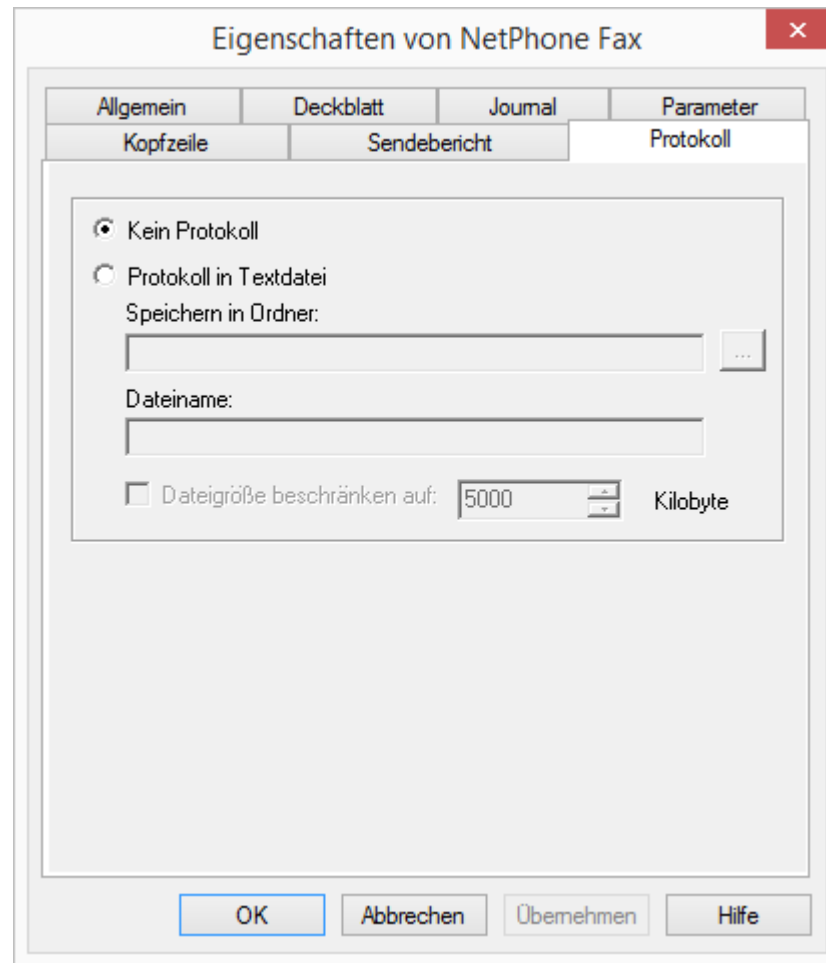 Eigenschaften von NetPhone Fax
Allgemein Deckblatt Journal Parameter
Kopfzeile Sendebericht Protokoll
Kein Protokoll
Protokoll in Textdatei
Speichern in Ordner:
...
Dateiname:
Dateigröße beschränken auf: 5000 Kilobyte
OK Abbrechen Übernehmen Hilfe